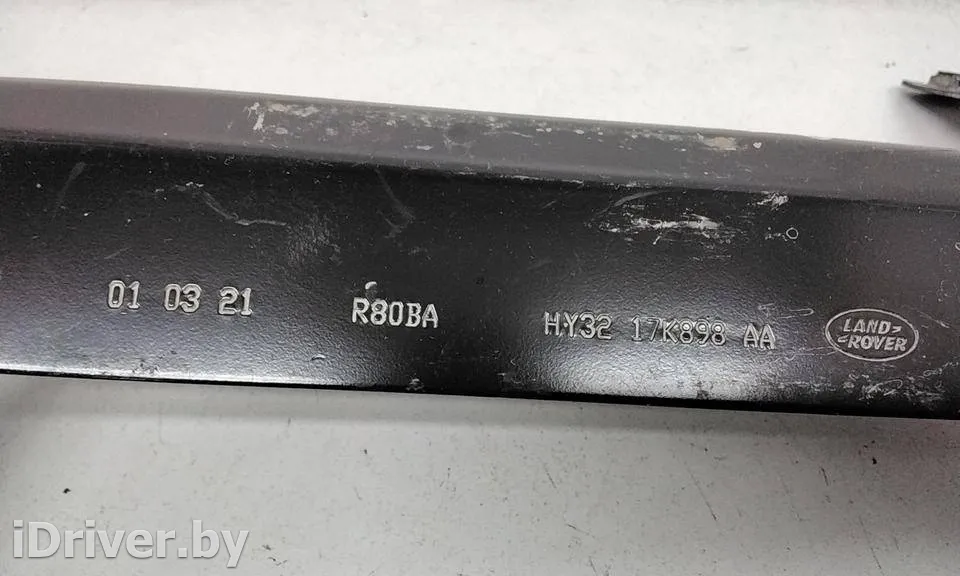 01 03 21 R80BA HY32 17K898 AA
LAND-
-ROVER
iDriver.by